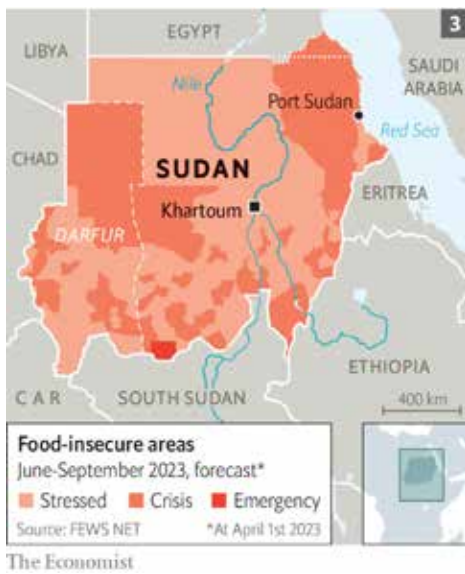 3
EGYPT
LIBYA
SAUDI
ARABIA
Nile
Port Sudan
Red Sea
CHAD
SUDAN
ERITREA
Khartoum
DARFUR
ETHIOPIA
CAR
SOUTH SUDAN
400 km
Food-insecure areas
June-September 2023, forecast*
Stressed Crisis Emergency
Source: FEWS NET *At April 1st 2023
The Economist